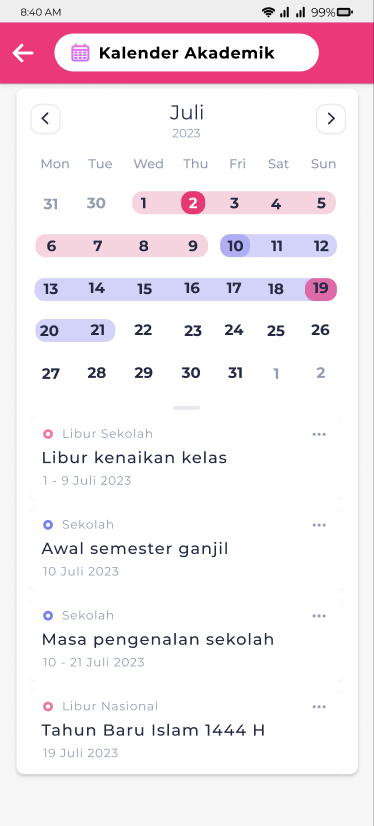 8:40 AM 99%
Kalender Akademik
Juli
2023
Mon Tue Wed Thu Fri Sat Sun
31 30 1 2 3 4 5
6 7 8 9 10 11 12
13 14 15 16 17 18 19
20 21 22 23 24 25 26
27 28 29 30 31 1 2
Libur Sekolah
Libur kenaikan kelas
1 - 9 Juli 2023
Sekolah
Awal semester ganjil
10 Juli 2023
Sekolah
Masa pengenalan sekolah
10 - 21 Juli 2023
Libur Nasional
Tahun Baru Islam 1444 H
19 Juli 2023